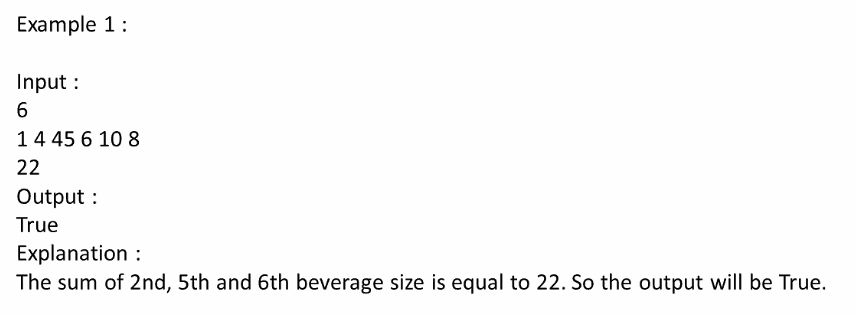 Example 1 :
Input :
6
1 4 45 6 10 8
22
Output :
True
Explanation :
The sum of 2nd, 5th and 6th beverage size is equal to 22. So the output will be True.